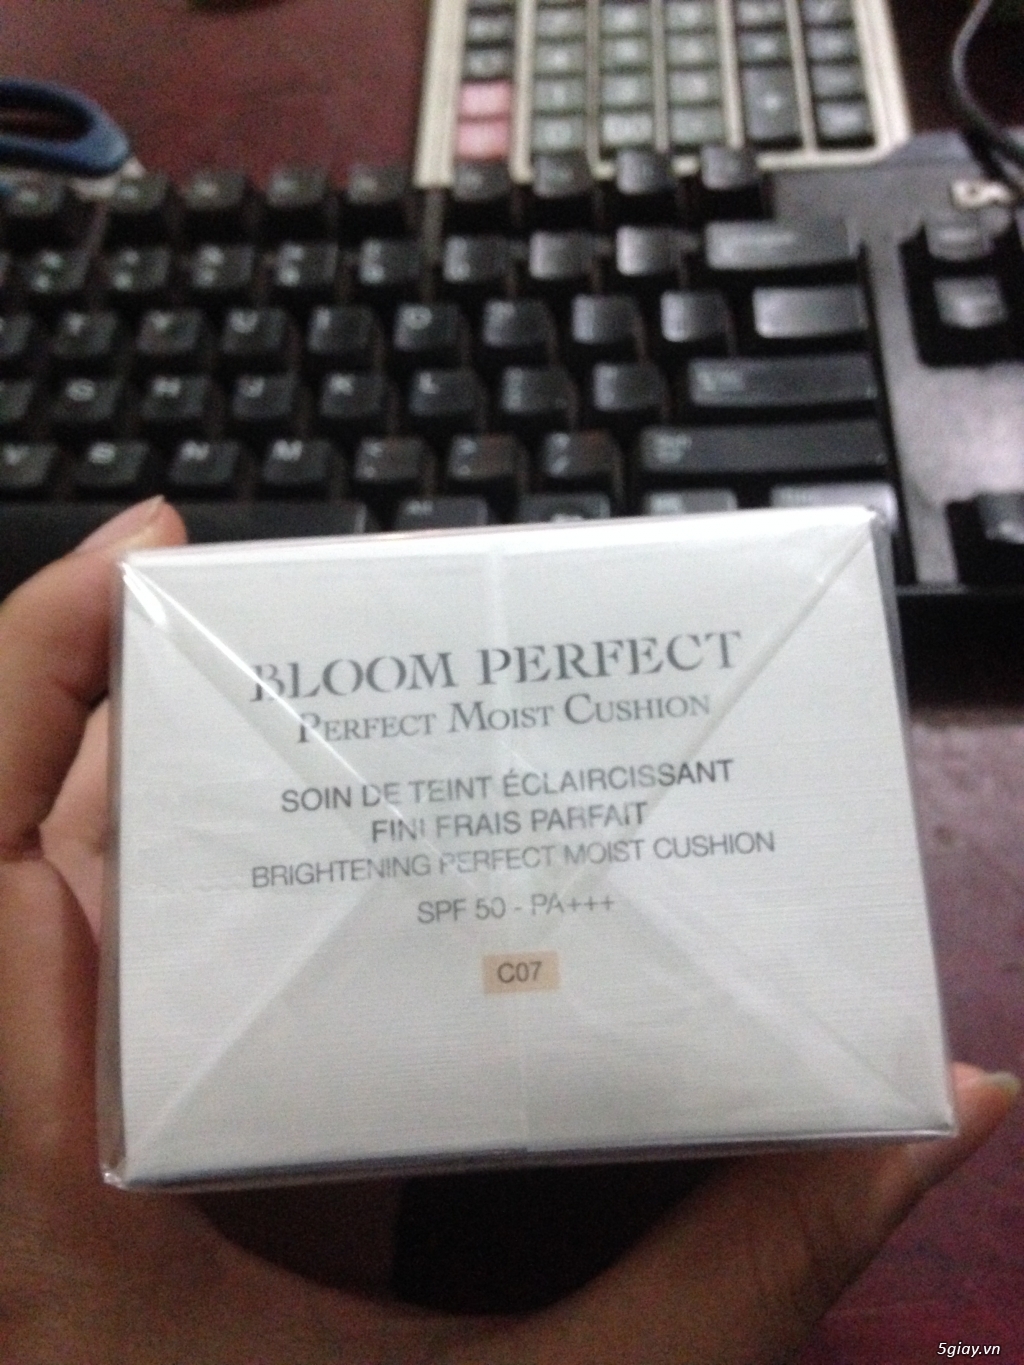 BLOOM PERFECT
PERFECT MOIST CUSHION
SOIN DE TEINT ÉCLAIRCISSANT
FINI FRAIS PARFAIT
BRIGHTENING PERFECT MOIST CUSHION
SPF 50 - PA+++
C07
5giay.vn